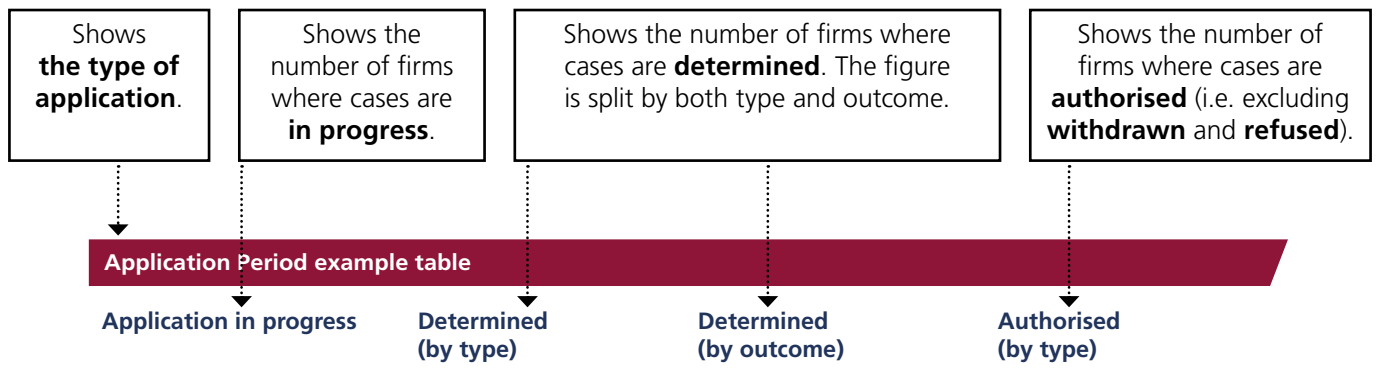 Shows
the type of
application.
Shows the
number of firms
where cases are
in progress.
Shows the number of firms where
cases are determined. The figure
is split by both type and outcome.
Shows the number of
firms where cases are
authorised (i.e. excluding
withdrawn and refused).
Application Period example table
Application in progress
Determined
(by type)
Determined
(by outcome)
Authorised
(by type)